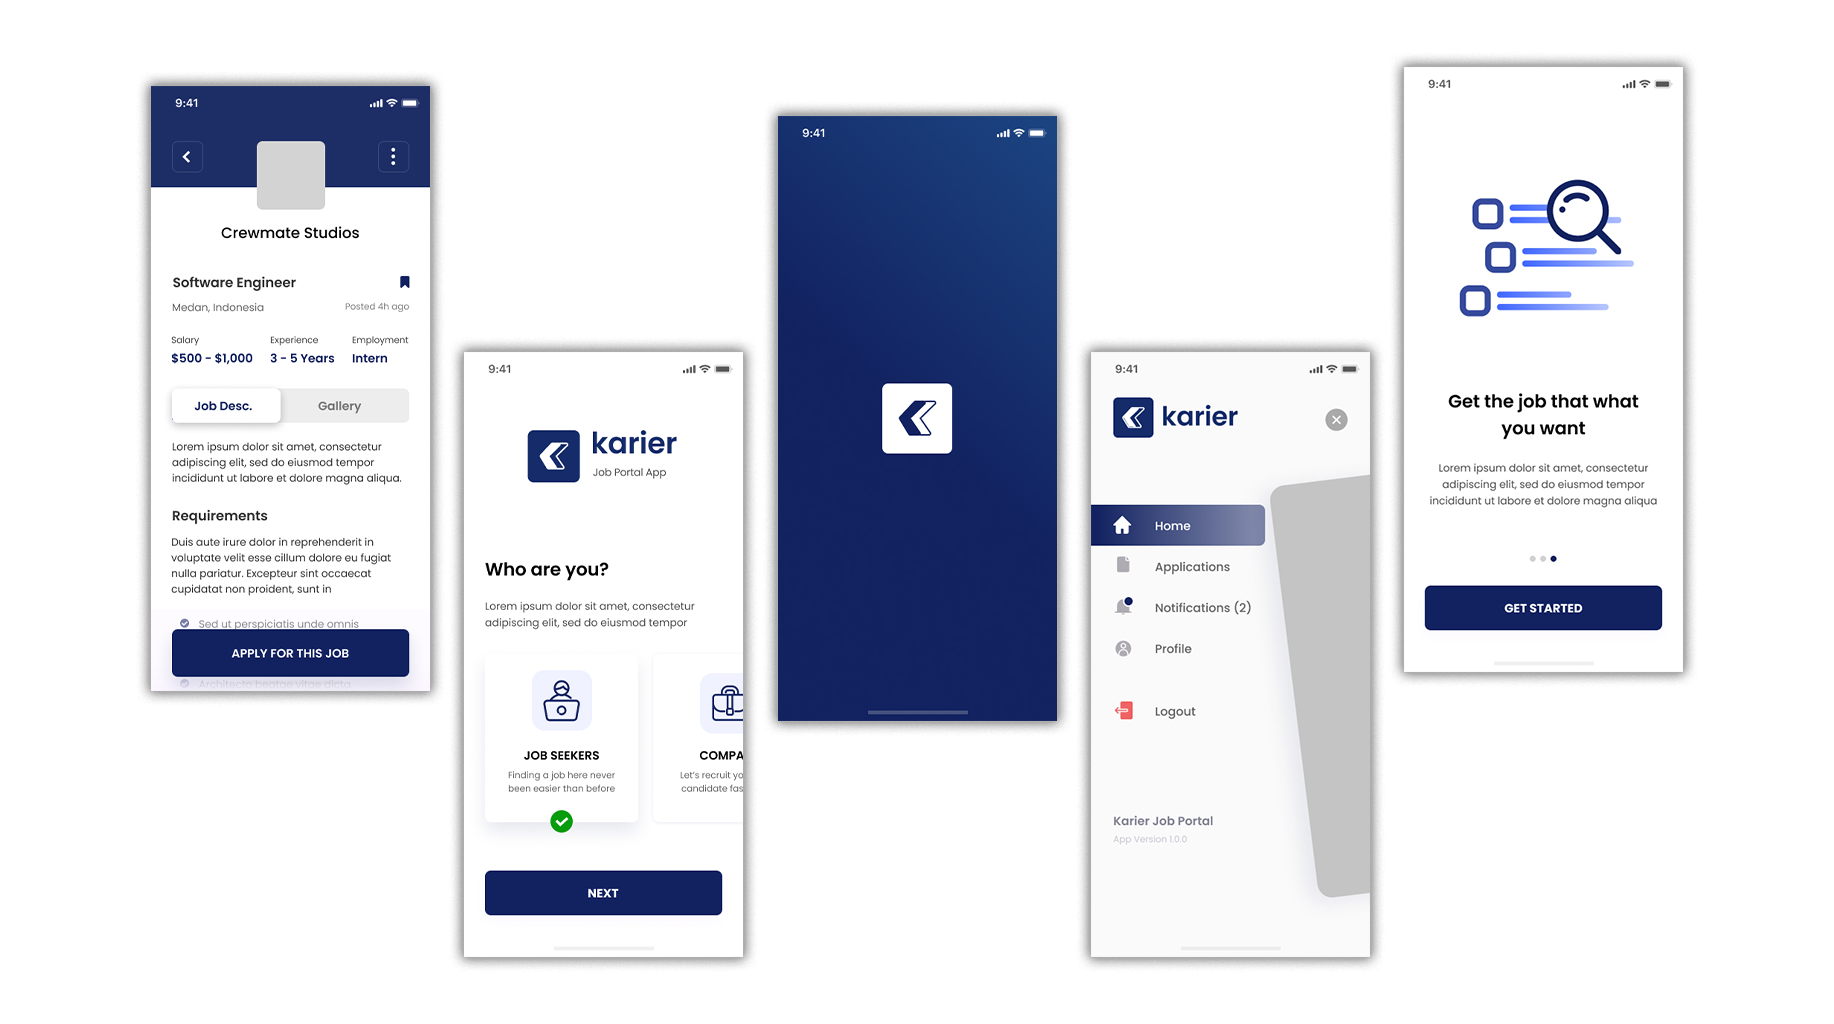 9:41
Crewmate Studios
Software Engineer
Medan, Indonesia
Posted 4h ago
Salary
Experience
Employment
$500 - $1,000
3 - 5 Years
Intern
Job Desc.
Gallery
Lorem ipsum dolor sit amet, consectetur
adipiscing elit, sed do eiusmod tempor
incididunt ut labore et dolore magna aliqua.
Requirements
Duis aute irure dolor in reprehenderit in
voluptate velit esse cillum dolore eu fugiat
nulla pariatur. Excepteur sint occaecat
cupidatat non proident, sunt in
Sed ut perspiciatis unde omnis
APPLY FOR THIS JOB
Architecto beatae vitae dicta
9:41
karier
Job Portal App
Who are you?
Lorem ipsum dolor sit amet, consectetur
adipiscing elit, sed do eiusmod tempor
JOB SEEKERS
Finding a job here never
been easier than before
COMPA
Let's recruit yo
candidate fas
NEXT
9:41
9:41
karier
Home
Applications
Notifications (2)
Profile
Logout
Karier Job Portal
App Version 1.0.0
9:41
Get the job that what
you want
Lorem ipsum dolor sit amet, consectetur
adipiscing elit, sed do eiusmod tempor
incididunt ut labore et dolore magna aliqua
GET STARTED